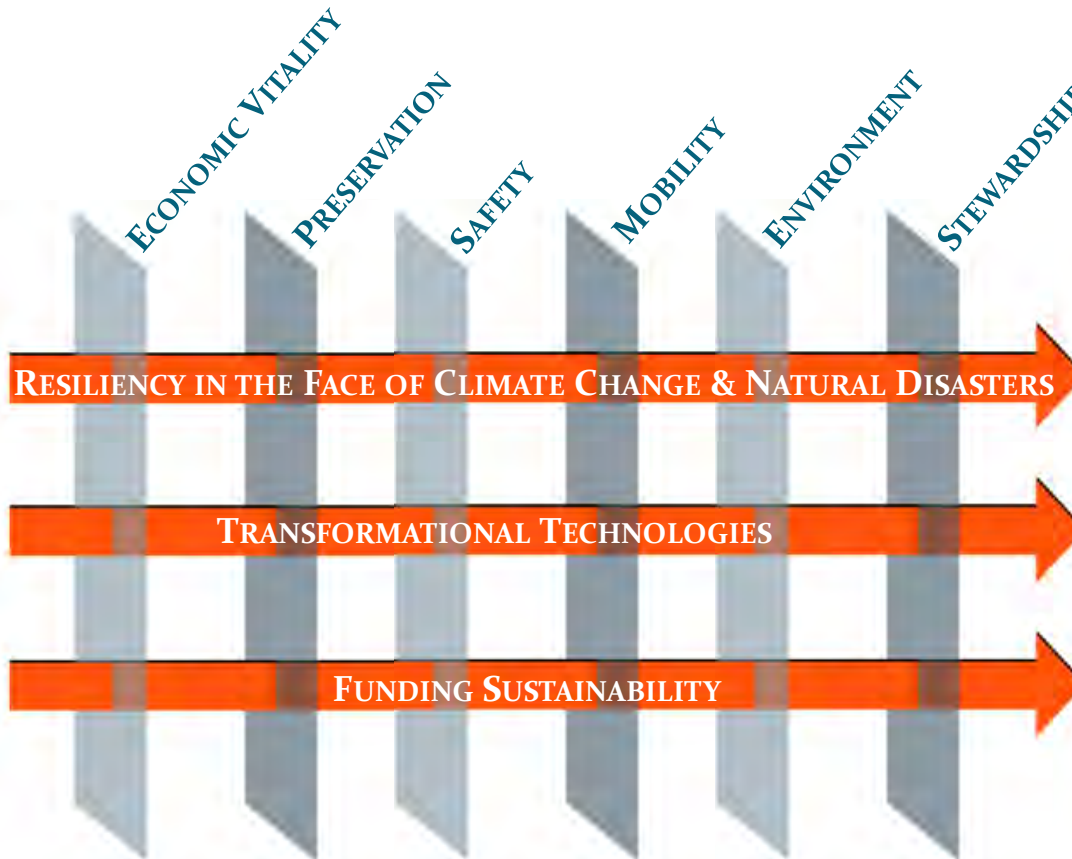 ECONOMIC VITALITY
PRESERVATION
SAFETY
MOBILITY
ENVIRONMENT
STEWARDSHIP
RESILIENCY IN THE FACE OF CLIMATE CHANGE & NATURAL DISASTERS
TRANSFORMATIONAL TECHNOLOGIES
FUNDING SUSTAINABILITY